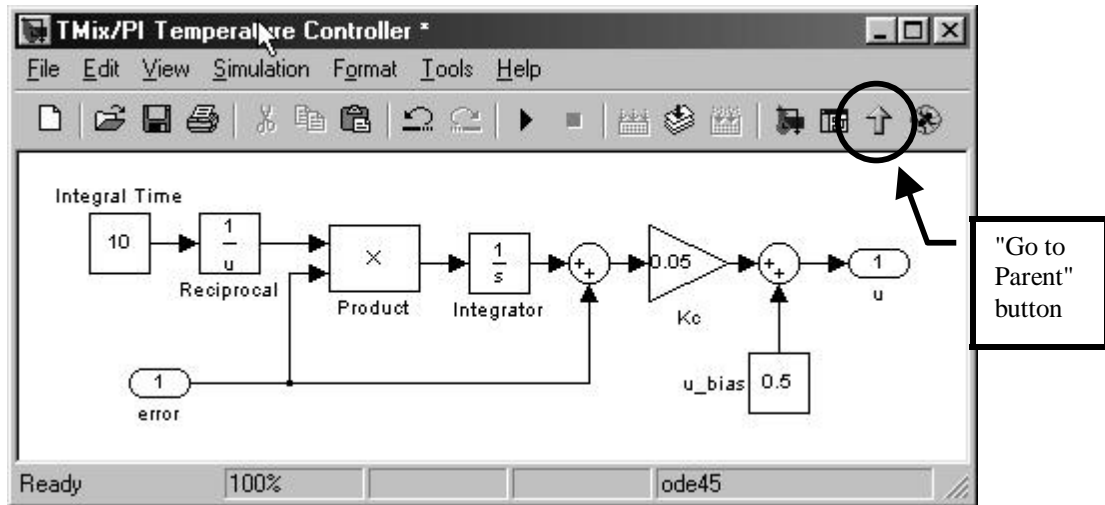 TMix/PI Temperature Controller *
File Edit View Simulation Format Tools Help
Integral Time
10
1
u
Reciprocal
×
Product
1
s
Integrator
+
+
0.05
Kc
+
+
1
u
"Go to
Parent"
button
u_bias
0.5
1
error
Ready 100% ode45